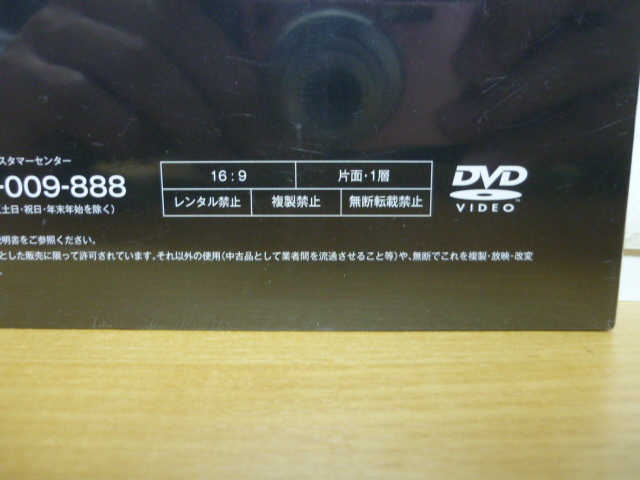 スタマーセンター
-009-888
土日・祝日・年末年始を除く）
16：9
片面・1層
レンタル禁止
複製禁止
無断転載禁止
DVD
VIDEO
明書をご参照ください。
とした販売に限って許可されています。それ以外の使用（中古品として業者間を流通させること等）や、無断でこれを複製・放映・改変